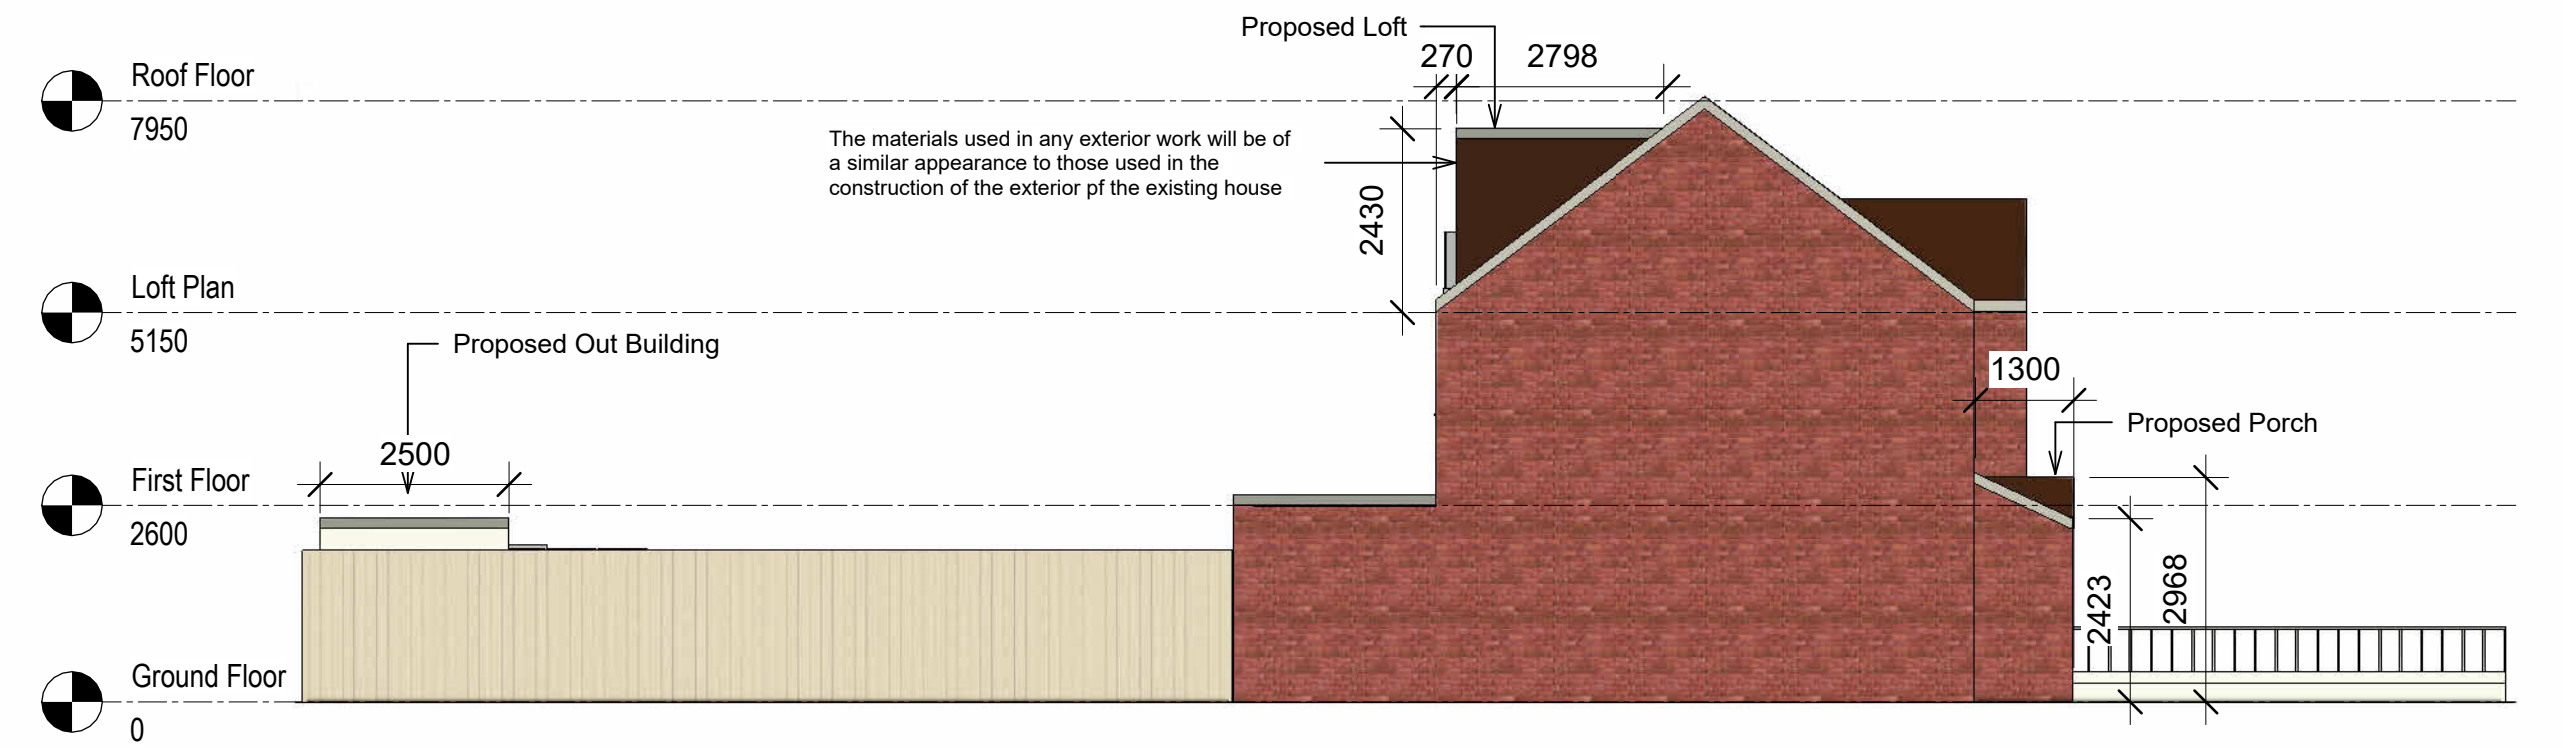 Proposed Loft
270
2798
Roof Floor
7950
The materials used in any exterior work will be of
a similar appearance to those used in the
construction of the exterior pf the existing house
2430
Loft Plan
5150
Proposed Out Building
1300
Proposed Porch
2500
First Floor
2600
2423
2968
Ground Floor
0